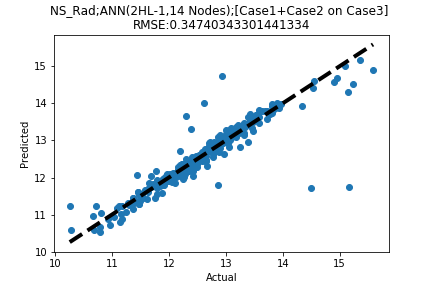 NS_Rad;ANN(2HL-1,14 Nodes);[Case1+Case2 on Case3]
RMSE:0.34740343301441334
15
14
13
12
11
10
Predicted
10 11 12 13 14 15
Actual